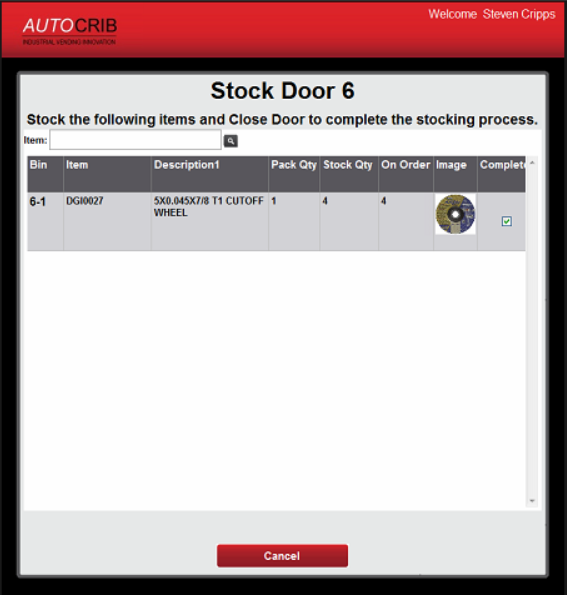 Welcome Steven Cripps
AUTOCRIB
INDUSTRIAL VENDING INNOVATION
Stock Door 6
Stock the following items and Close Door to complete the stocking process.
Item:
Bin Item Description1 Pack Qty Stock Qty On Order Image Complete
6-1 DGI0027 5X0.045X7/8 T1 CUTOFF 1 4 4
WHEEL
Cancel